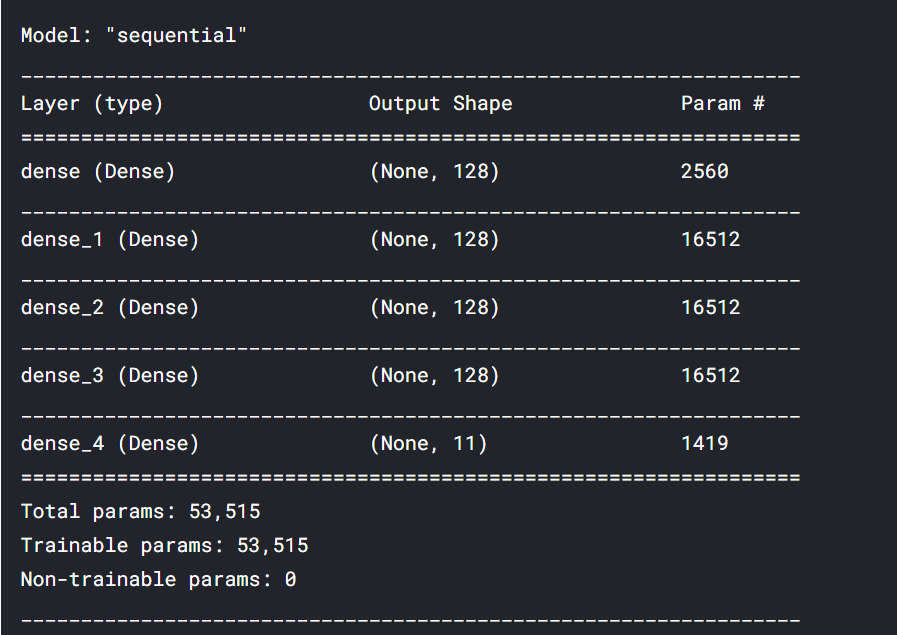 Model: "sequential"
_________________________________________________________________
Layer (type)                 Output Shape              Param #
=================================================================
dense (Dense)                (None, 128)               2560
_________________________________________________________________
dense_1 (Dense)              (None, 128)               16512
_________________________________________________________________
dense_2 (Dense)              (None, 128)               16512
_________________________________________________________________
dense_3 (Dense)              (None, 128)               16512
_________________________________________________________________
dense_4 (Dense)              (None, 11)                1419
=================================================================
Total params: 53,515
Trainable params: 53,515
Non-trainable params: 0
_________________________________________________________________